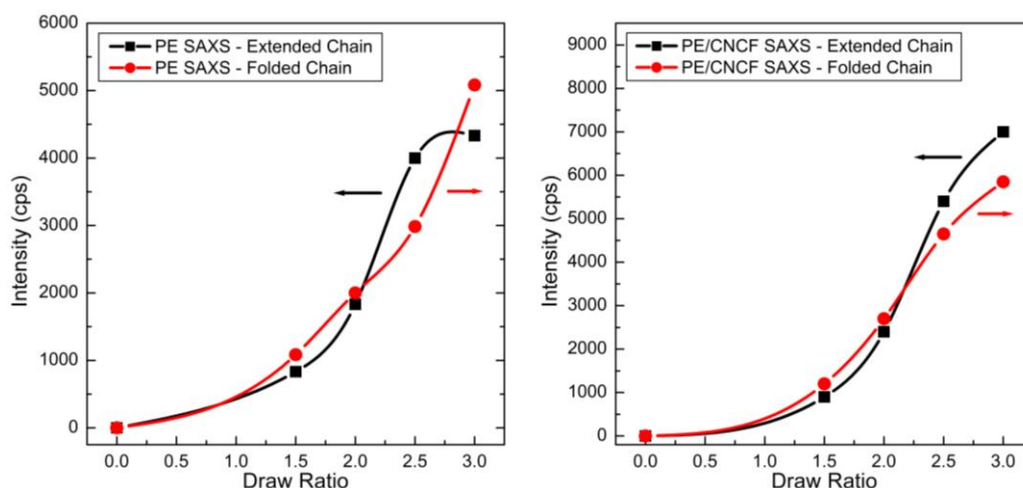 PE SAXS - Extended Chain
PE SAXS - Folded Chain
Intensity (cps)
6000
5000
4000
3000
2000
1000
0
0.0 0.5 1.0 1.5 2.0 2.5 3.0
Draw Ratio
PE/CNCF SAXS - Extended Chain
PE/CNCF SAXS - Folded Chain
Intensity (cps)
9000
8000
7000
6000
5000
4000
3000
2000
1000
0
0.0 0.5 1.0 1.5 2.0 2.5 3.0
Draw Ratio